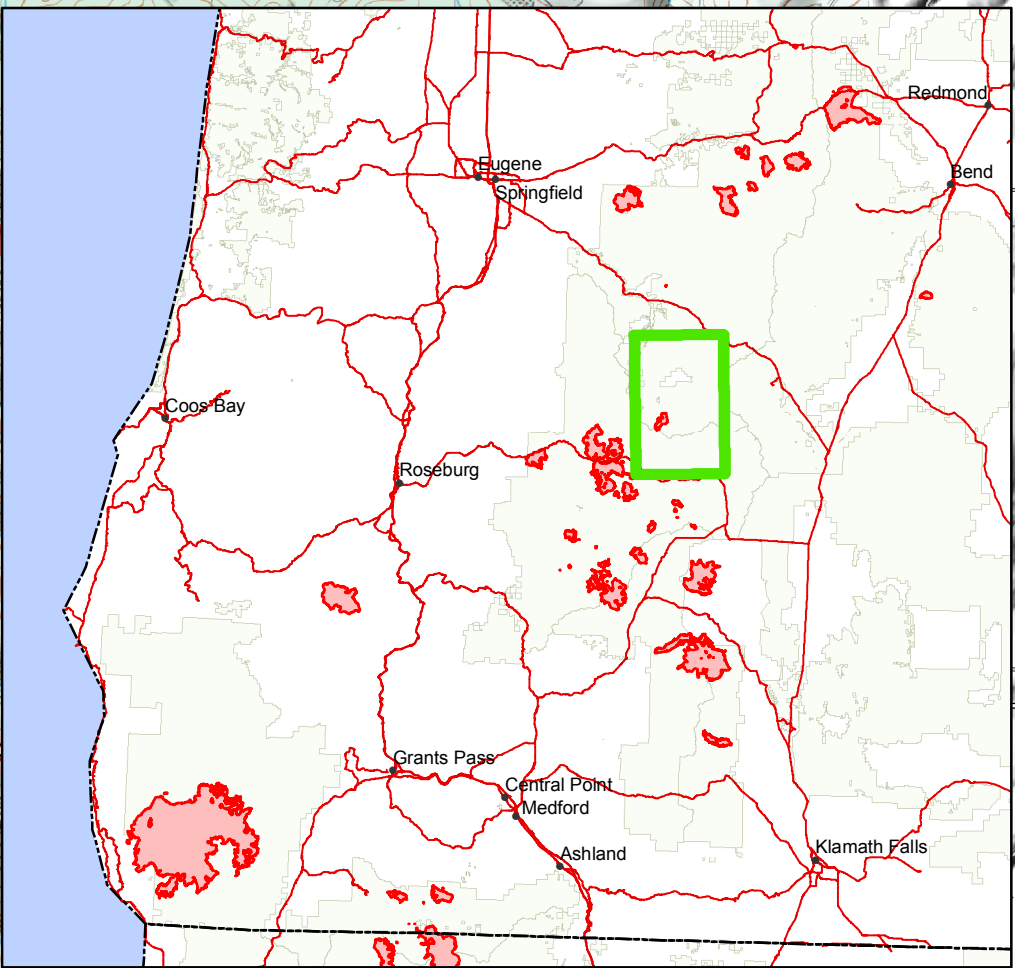 Redmond
Eugene
Bend
Springfield
Coos Bay
Roseburg
Grants Pass
Central Point
Medford
Ashland
Klamath Falls